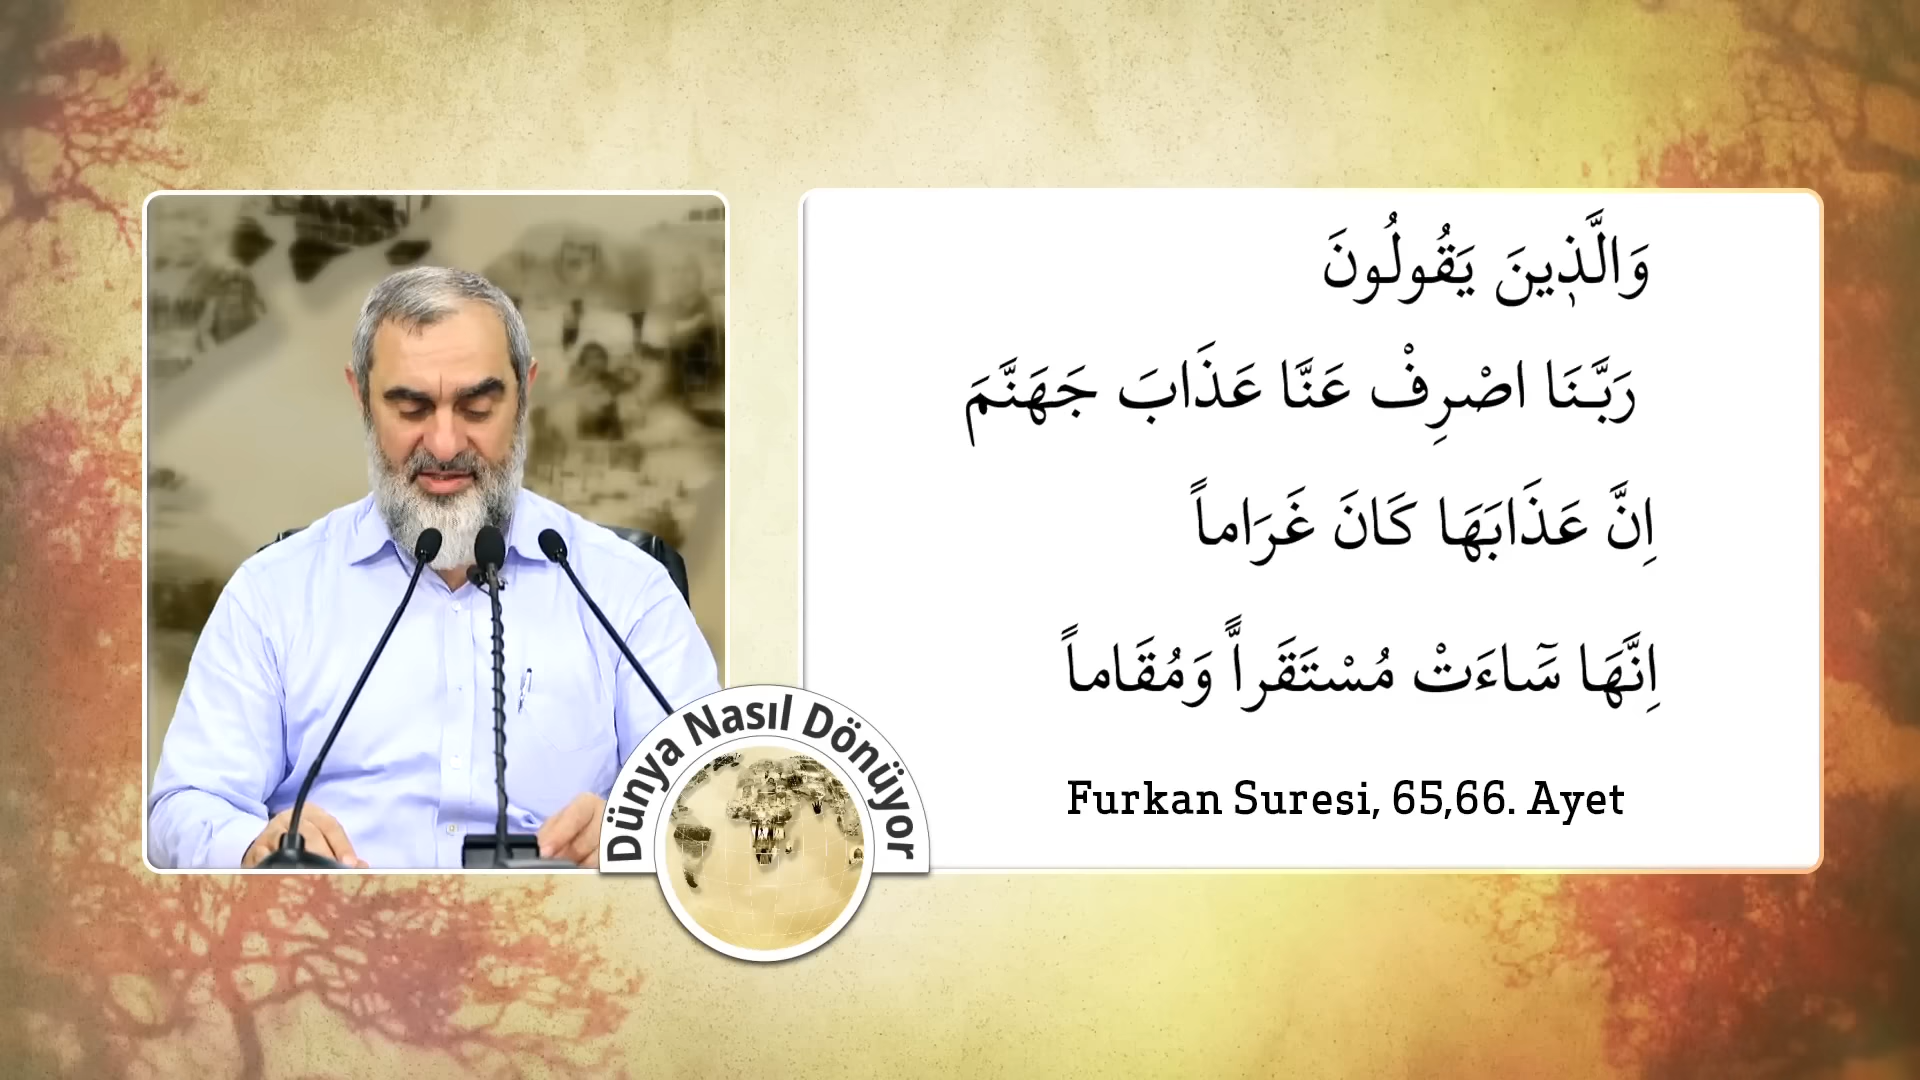 وَالَّذ۪ينَ يَقُولُونَ
رَبَّنَا اصْرِفْ عَنَّا عَذَابَ جَهَنَّمَ
اِنَّ عَذَابَهَا كَانَ غَرَاماً
اِنَّهَا سَٓاءَتْ مُسْتَقَراًّ وَمُقَاماً
Furkan Suresi, 65,66. Ayet
Dünya Nasıl Dönüyor